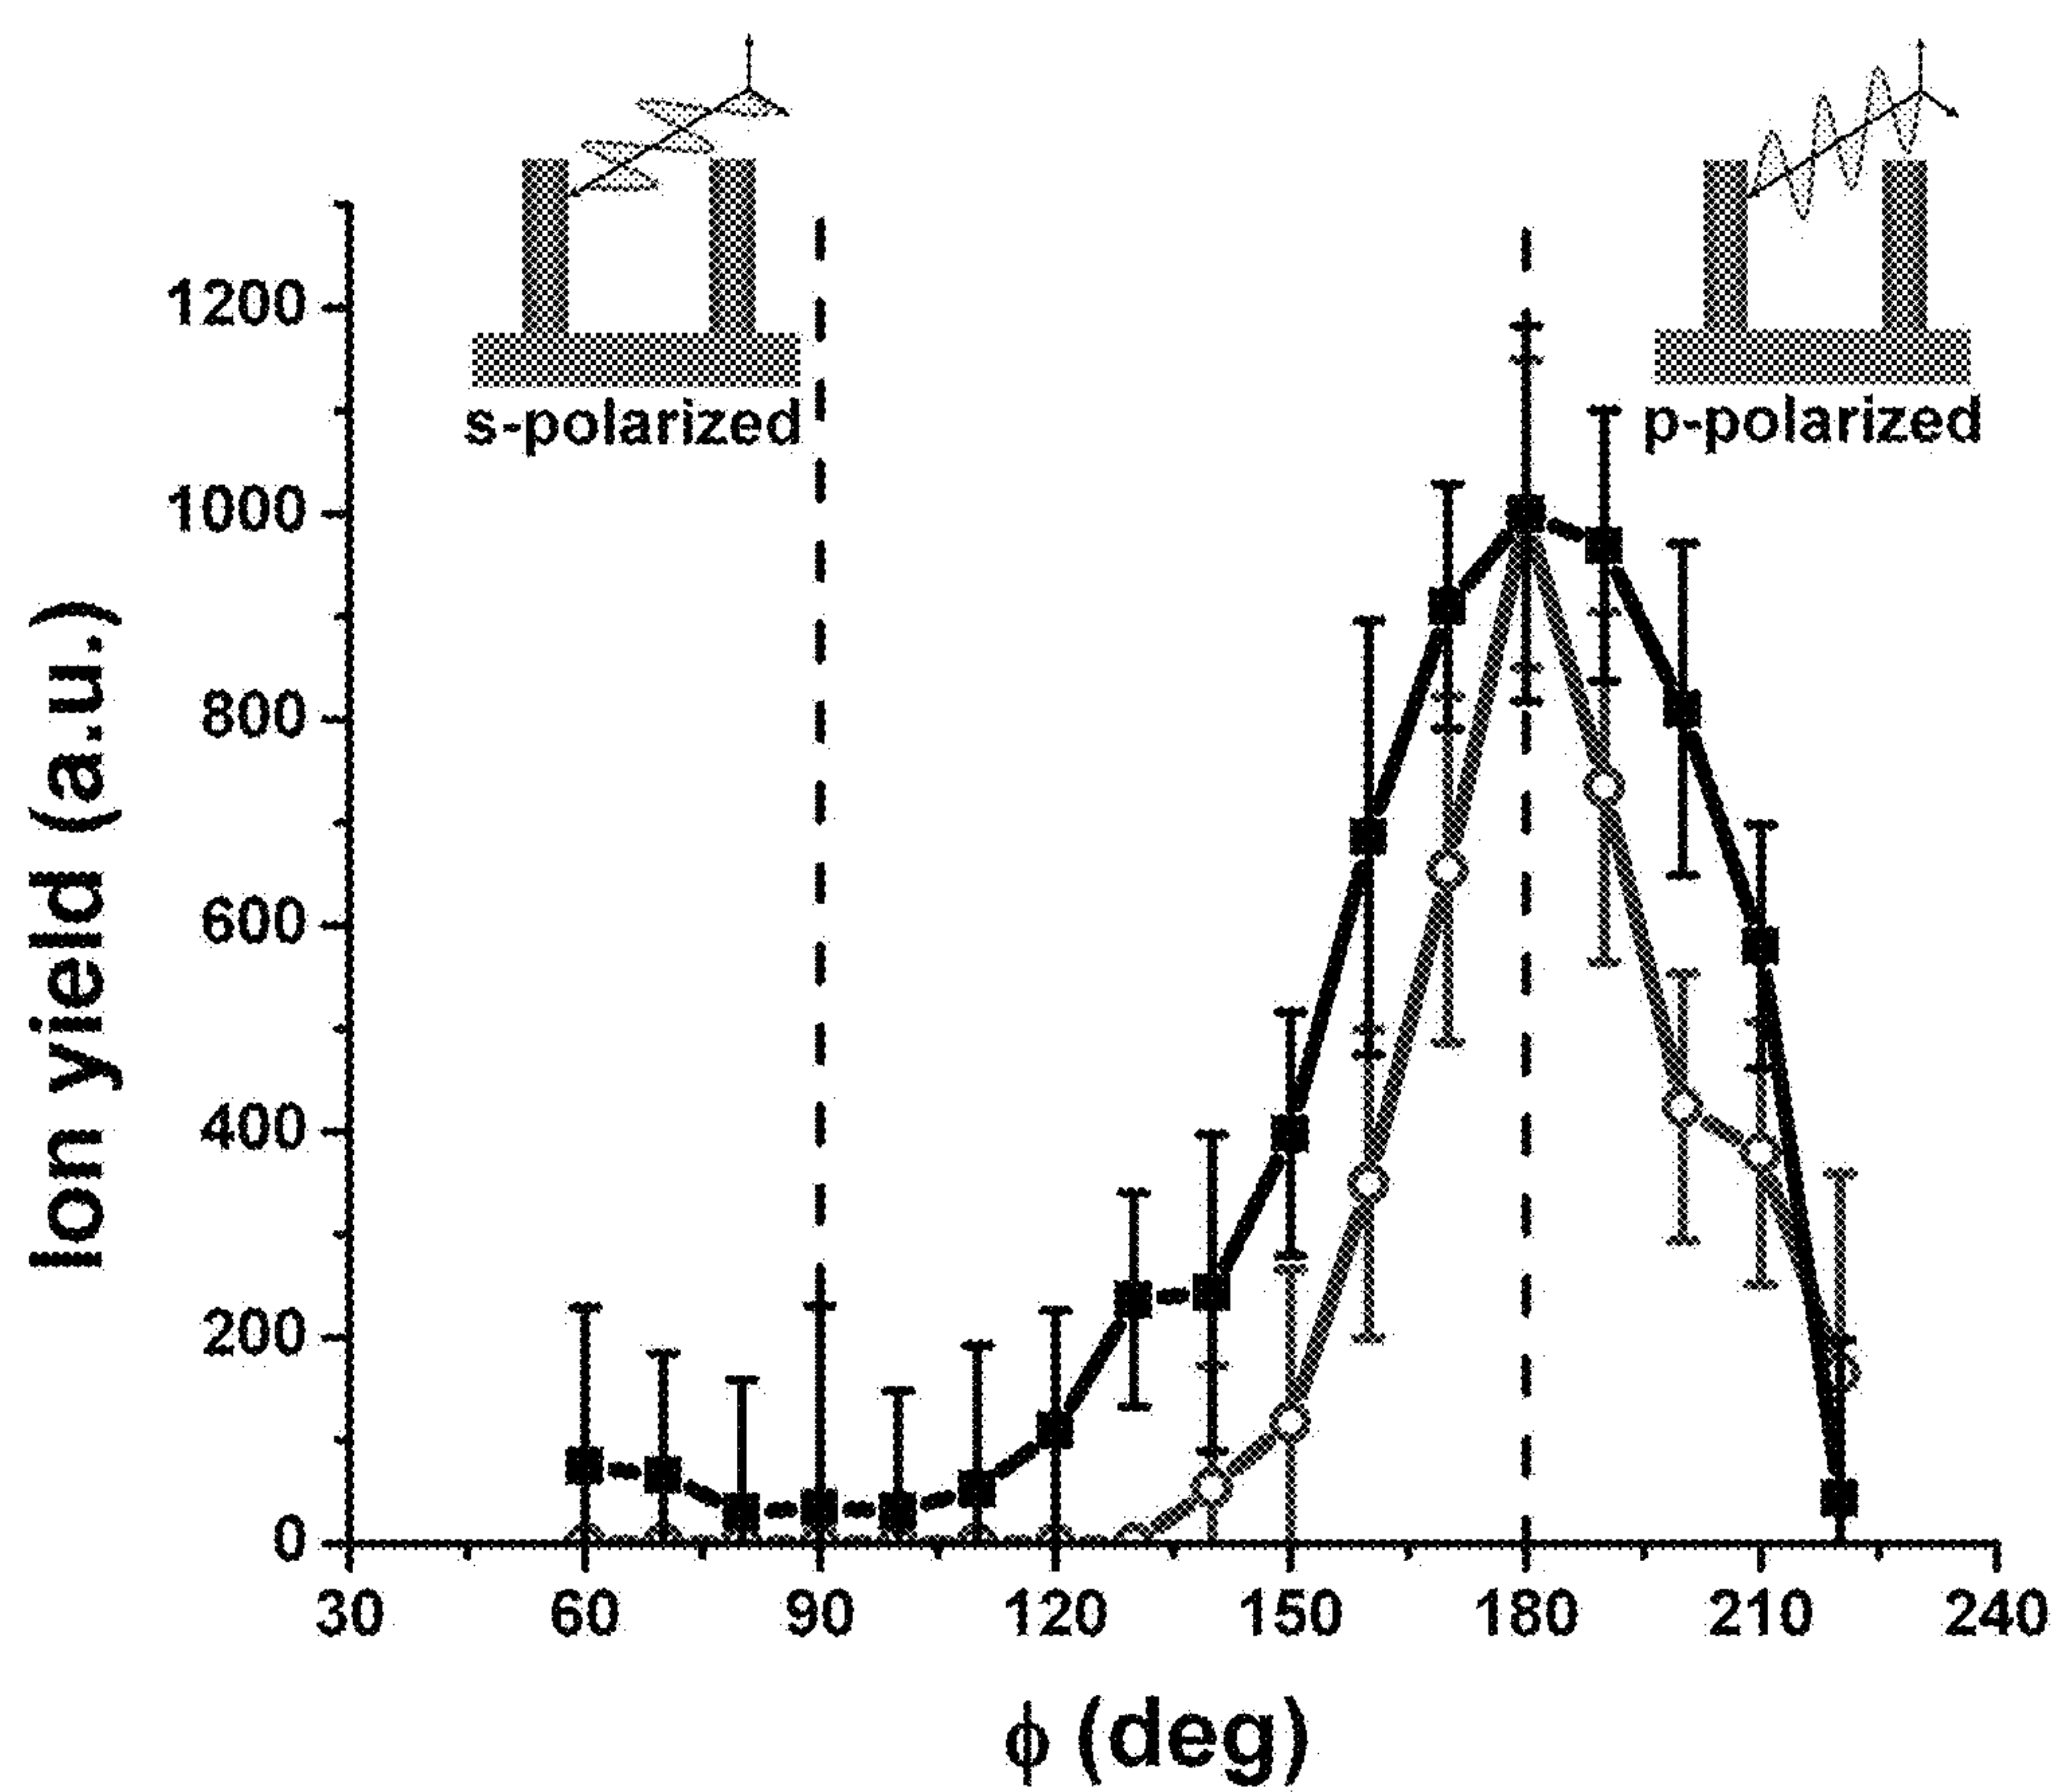 s-polarized
p-polarized
Ion yield (a.u.)
1200
1000
800
600
400
200
0
30 60 90 120 150 180 210 240
ϕ (deg)